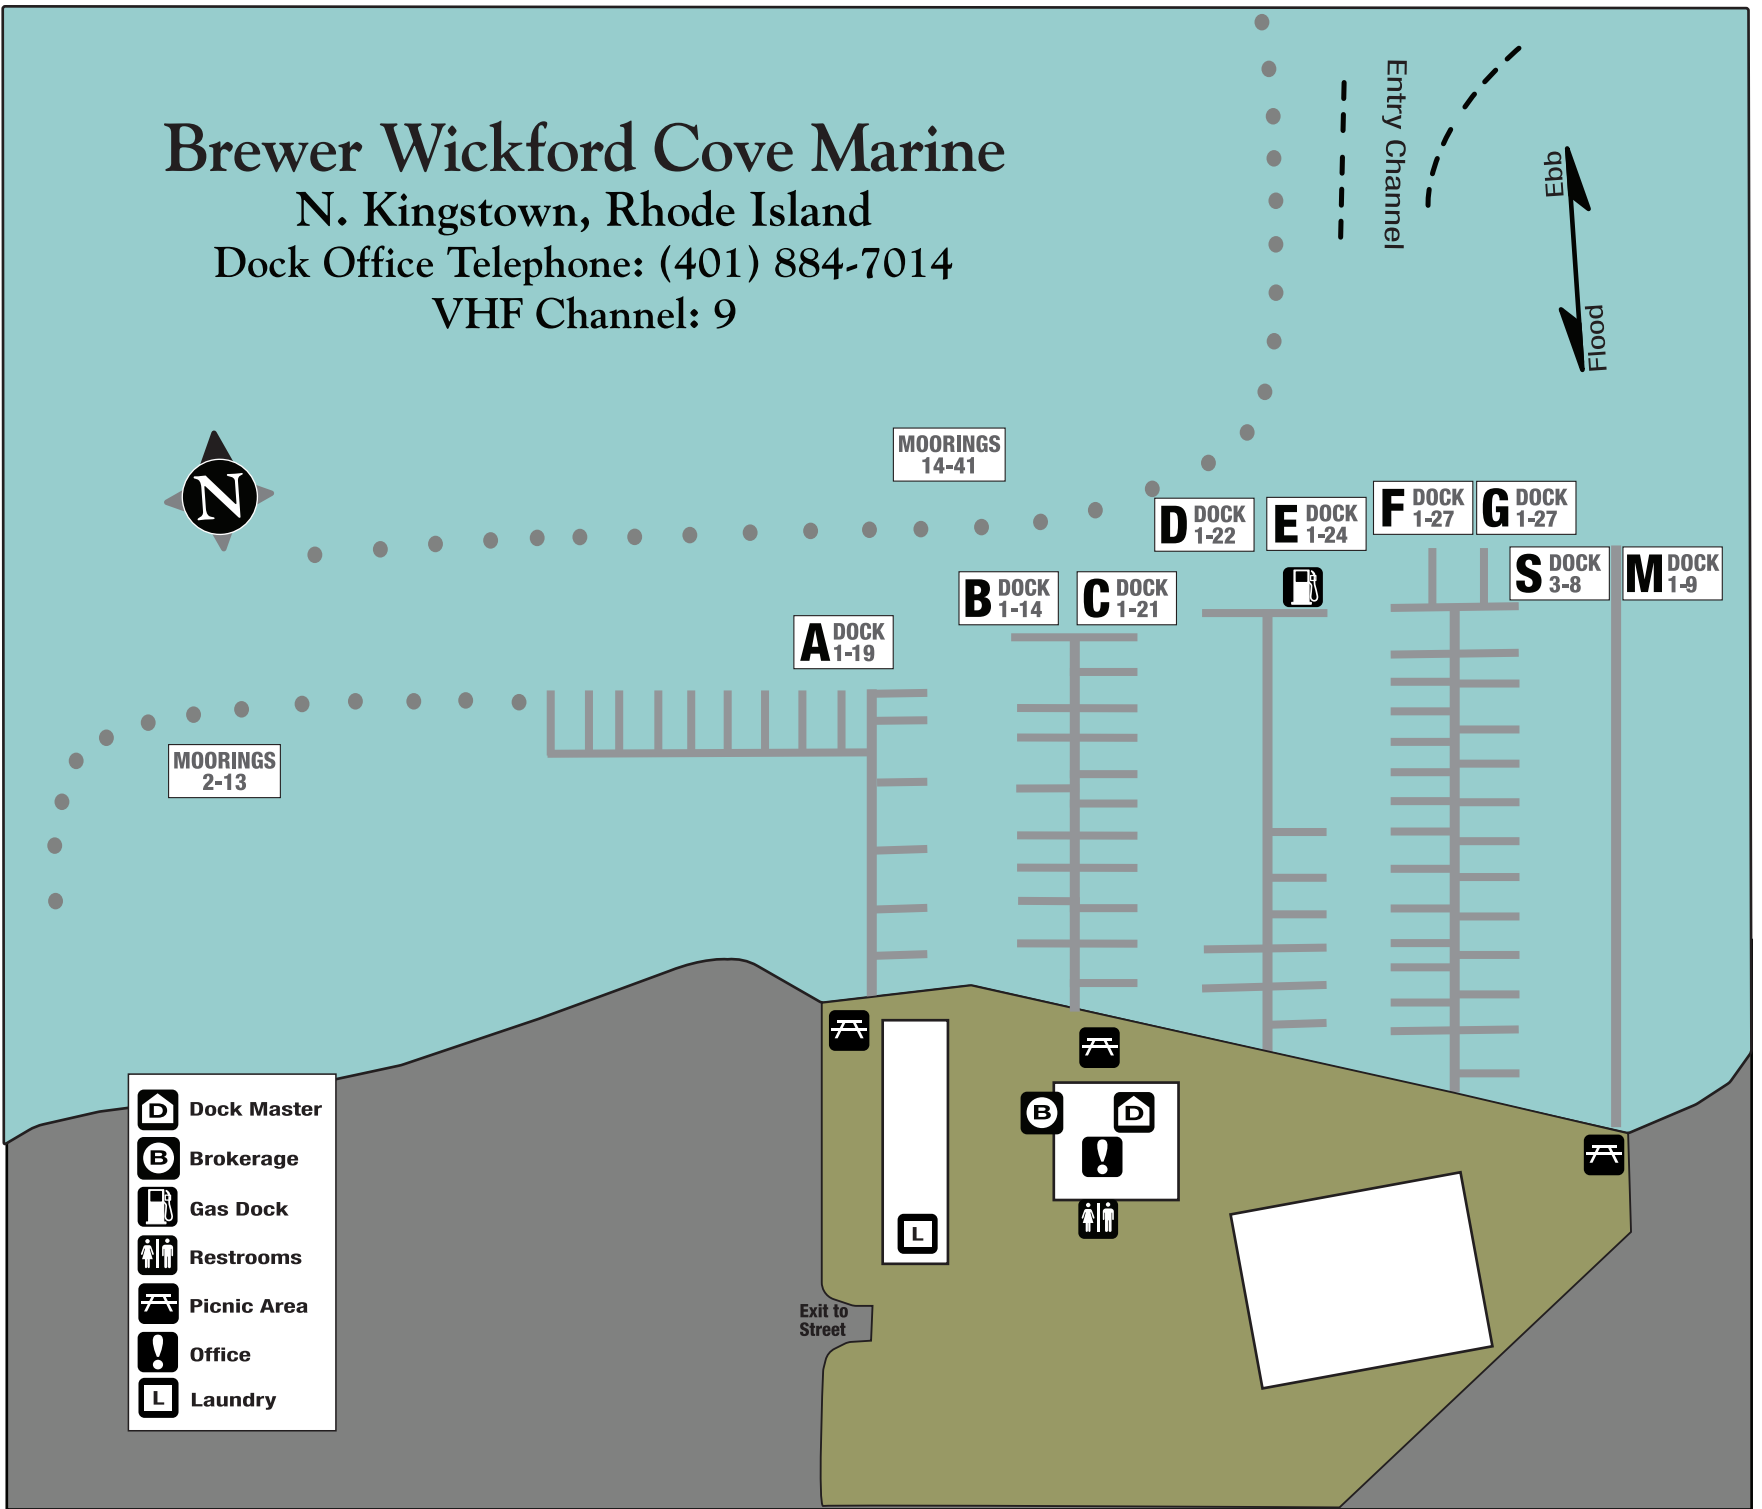 Brewer Wickford Cove Marine
N. Kingstown, Rhode Island
Dock Office Telephone: (401) 884-7014
VHF Channel: 9
Entry Channel
Ebb
Flood
N
MOORINGS
14-41
D DOCK
1-22
E DOCK
1-24
F DOCK
1-27
G DOCK
1-27
S DOCK
3-8
M DOCK
1-9
B DOCK
1-14
C DOCK
1-21
A DOCK
1-19
MOORINGS
2-13
B
D
!
L
Exit to
Street
D Dock Master
B Brokerage
Gas Dock
Restrooms
Picnic Area
! Office
L Laundry